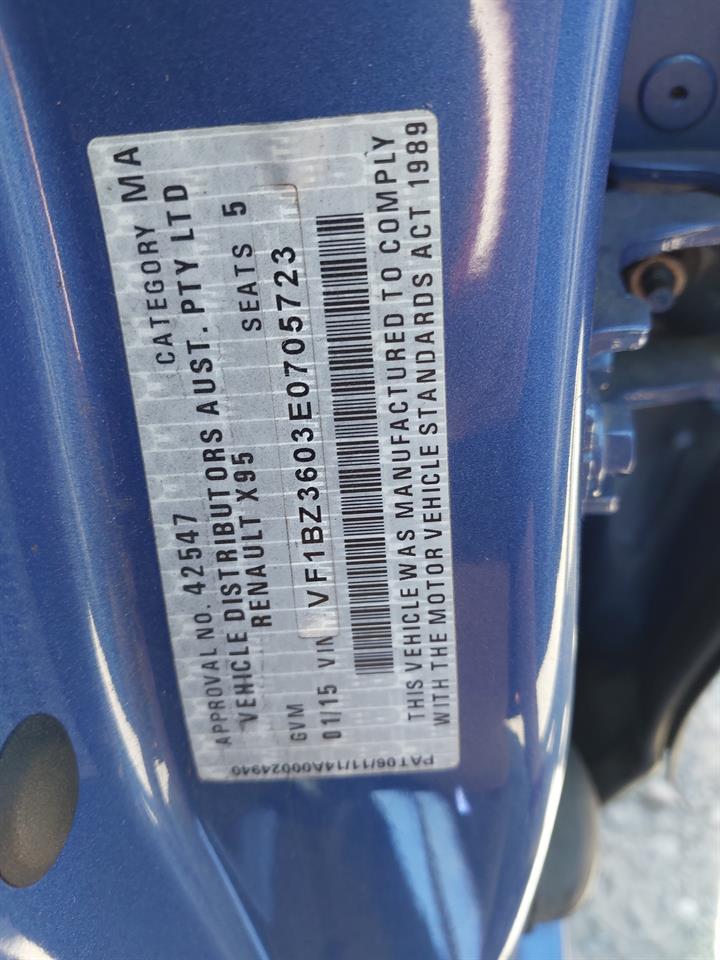 APPROVAL NO. 42547 CATEGORY MA
VEHICLE DISTRIBUTORS AUST. PTY LTD
RENAULT X95 SEATS 5
GVM
01/15 VIN VF1BZ3603E0705723
THIS VEHICLE WAS MANUFACTURED TO COMPLY
WITH THE MOTOR VEHICLE STANDARDS ACT 1989
PAT06/11/14A00024940